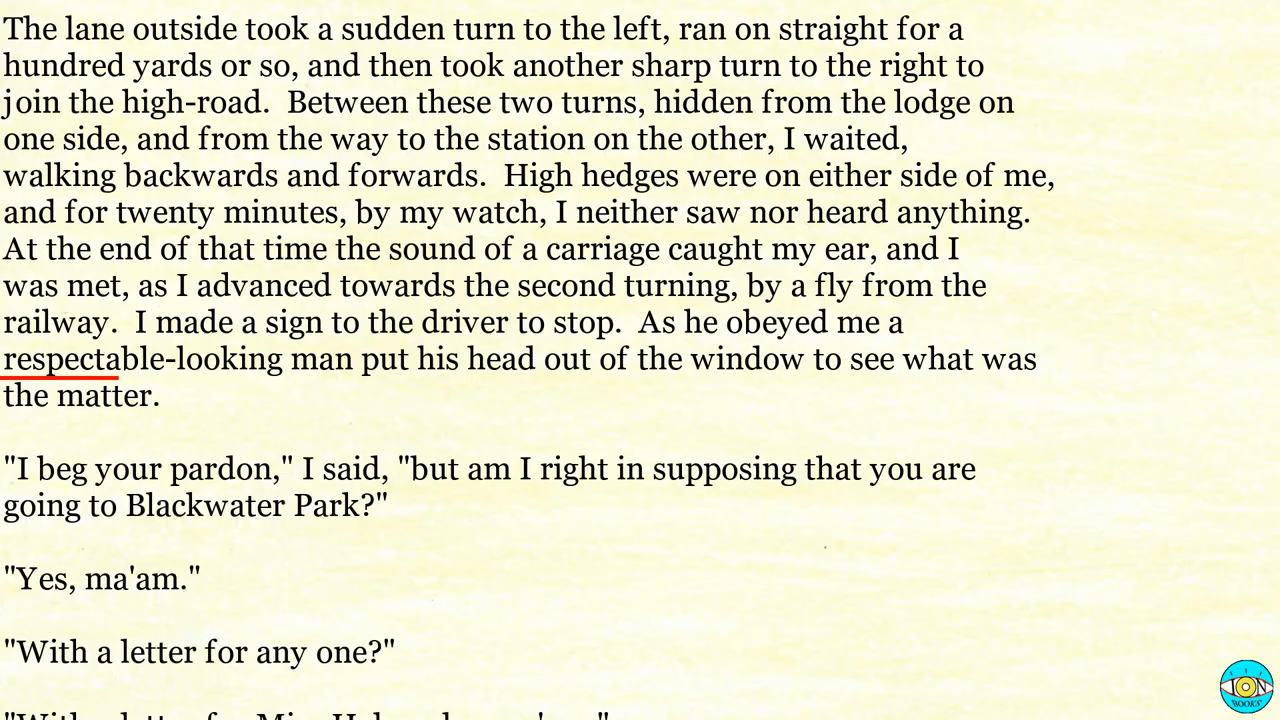 The lane outside took a sudden turn to the left, ran on straight for a
hundred yards or so, and then took another sharp turn to the right to
join the high-road.  Between these two turns, hidden from the lodge on
one side, and from the way to the station on the other, I waited,
walking backwards and forwards.  High hedges were on either side of me,
and for twenty minutes, by my watch, I neither saw nor heard anything.
At the end of that time the sound of a carriage caught my ear, and I
was met, as I advanced towards the second turning, by a fly from the
railway.  I made a sign to the driver to stop.  As he obeyed me a
respectable-looking man put his head out of the window to see what was
the matter.
"I beg your pardon," I said, "but am I right in supposing that you are
going to Blackwater Park?"
"Yes, ma'am."
"With a letter for any one?"
ION
BOOKS